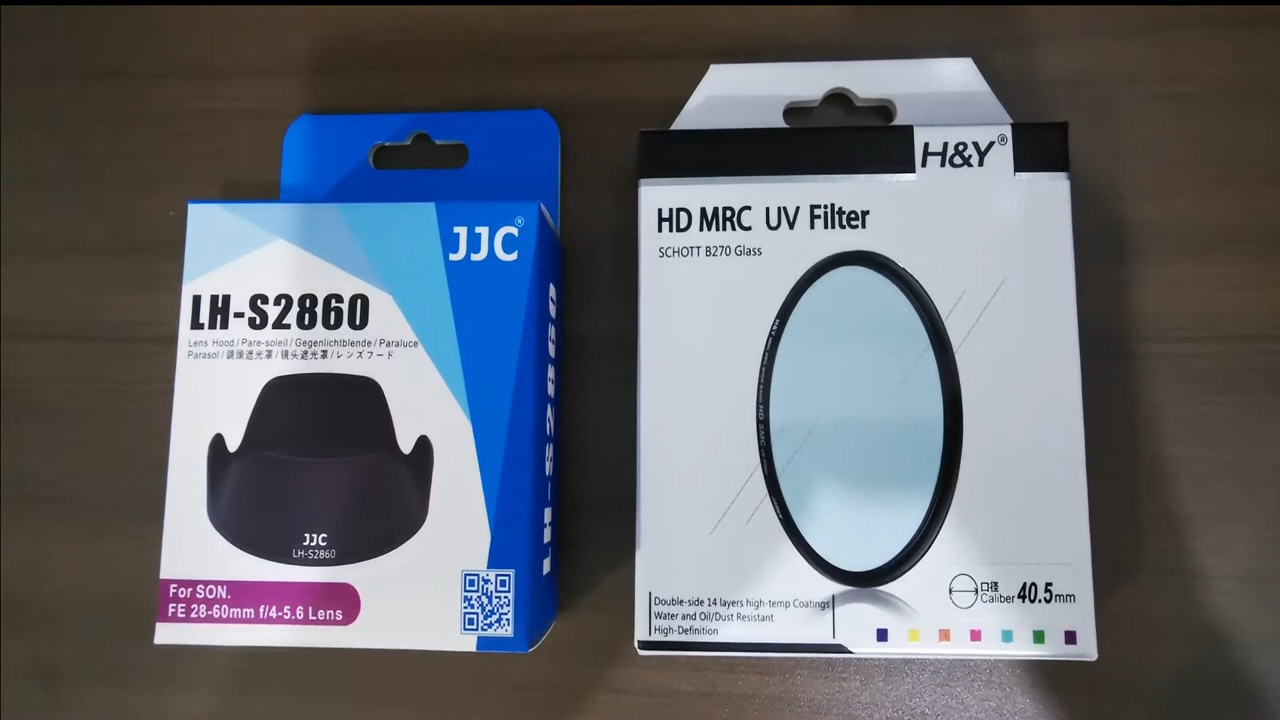 JJC®
LH-S2860
Lens Hood / Pare-soleil / Gegenlichtblende / Paraluce
Parasol / 鏡頭遮光罩 / 镜头遮光罩 / レンズフード
JJC
LH-S2860
For SON.
FE 28-60mm f/4-5.6 Lens
LH-S2860
H&Y®
HD MRC UV Filter
SCHOTT B270 Glass
H&Y
HD SMC
Double-side 14 layers high-temp Coatings
Water and Oil/Dust Resistant
High-Definition
口径
Caliber 40.5mm